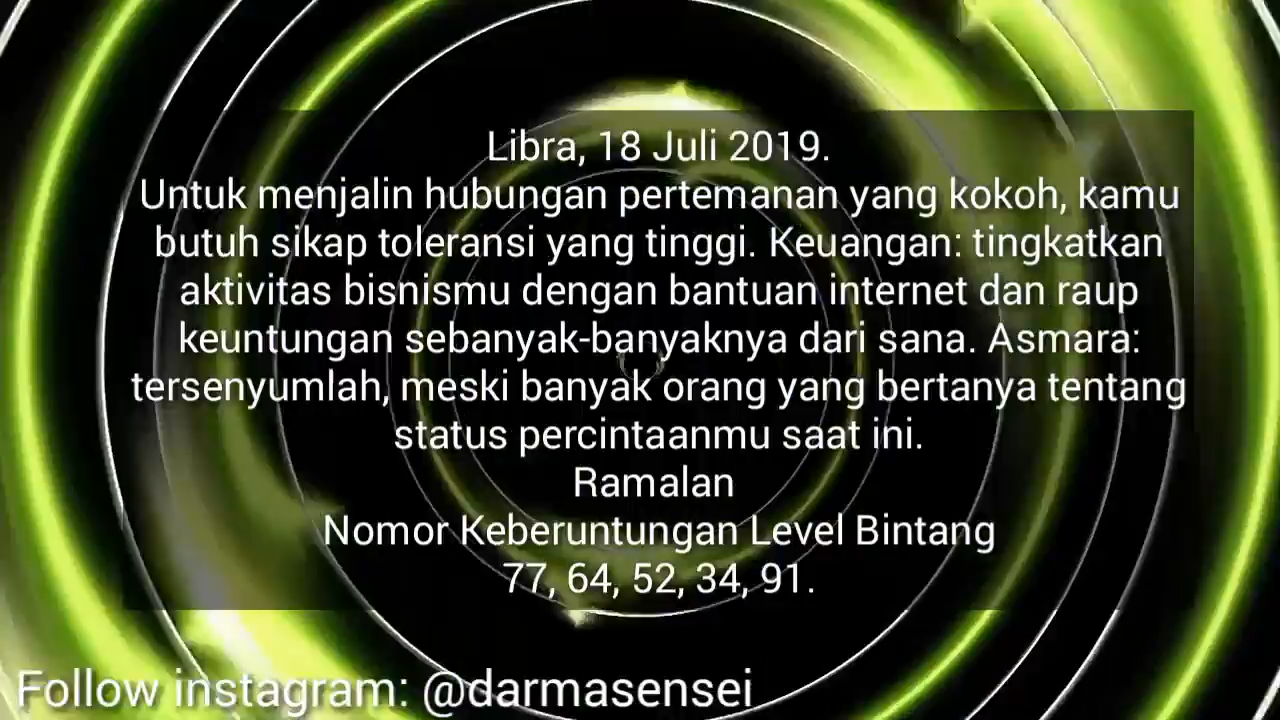 Libra, 18 Juli 2019.
Untuk menjalin hubungan pertemanan yang kokoh, kamu
butuh sikap toleransi yang tinggi. Keuangan: tingkatkan
aktivitas bisnismu dengan bantuan internet dan raup
keuntungan sebanyak-banyaknya dari sana. Asmara:
tersenyumlah, meski banyak orang yang bertanya tentang
status percintaanmu saat ini.
Ramalan
Nomor Keberuntungan Level Bintang
77, 64, 52, 34, 91.
Follow instagram: @darmasensei